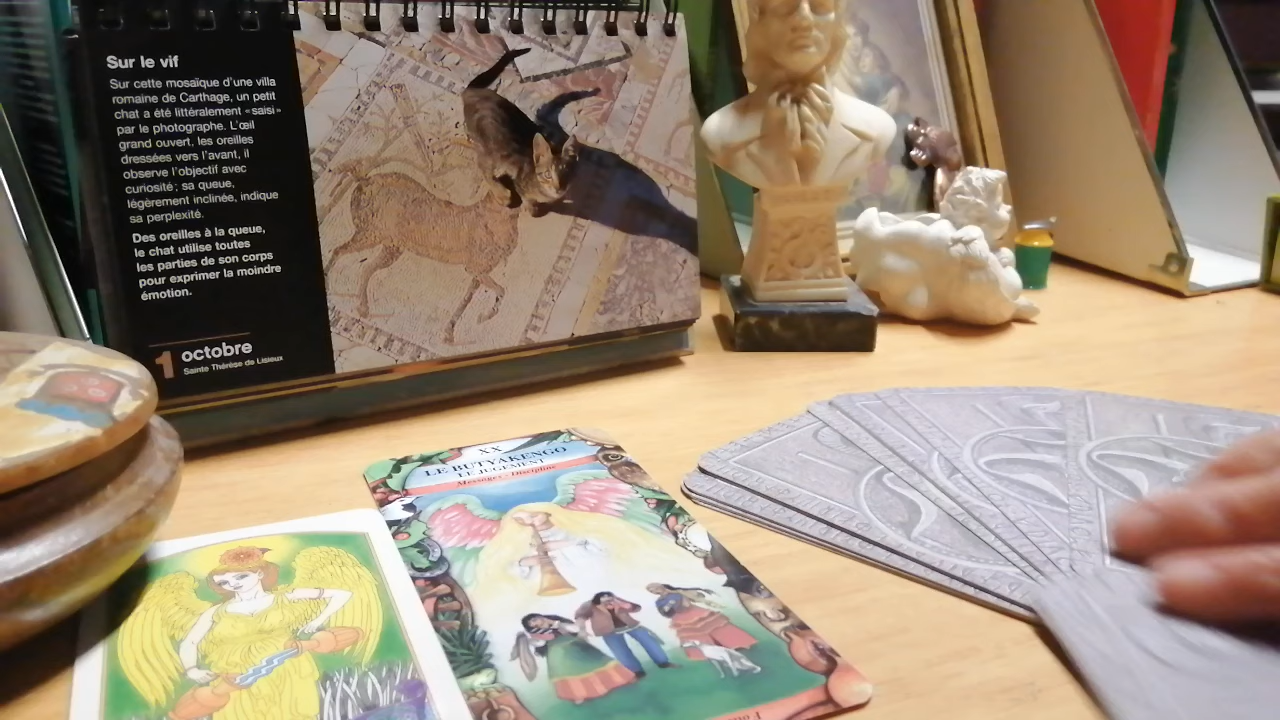 Sur le vif
Sur cette mosaïque d'une villa
romaine de Carthage, un petit
chat a été littéralement «saisi»
par le photographe. L'œil
grand ouvert, les oreilles
dressées vers l'avant, il
observe l'objectif avec
curiosité; sa queue,
légèrement inclinée, indique
sa perplexité.
Des oreilles à la queue,
le chat utilise toutes
les parties de son corps
pour exprimer la moindre
émotion.
1 octobre
Sainte Thérèse de Lisieux
XX
LE BUTYAKENGO
LE JUGEMENT
Messager - Discipline